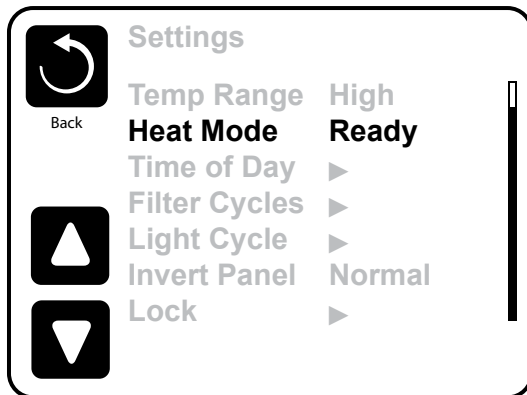 Settings
Back
Temp Range High
Heat Mode Ready
Time of Day
Filter Cycles
Light Cycle
Invert Panel Normal
Lock